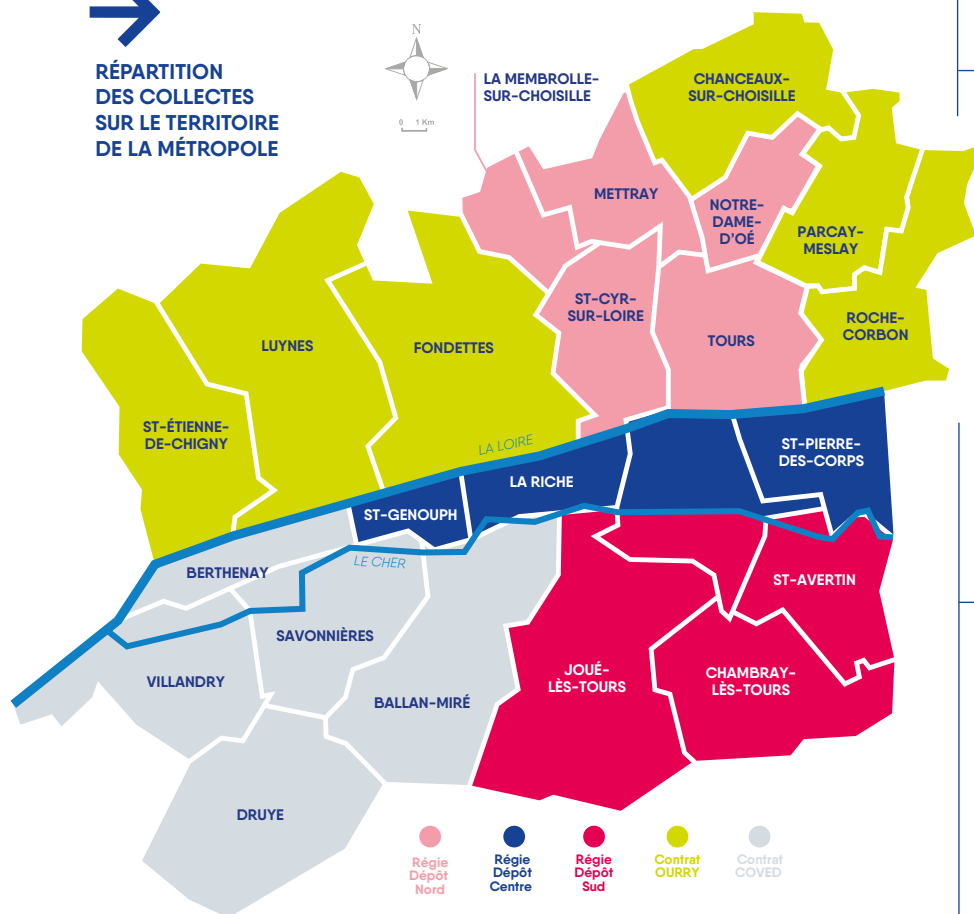 RÉPARTITION
DES COLLECTES
SUR LE TERRITOIRE
DE LA MÉTROPOLE
N
0 1 Km
LA MEMBROLLE-
SUR-CHOISILLE
CHANCEAUX-
SUR-CHOISILLE
METTRAY
NOTRE-
DAME-
D'OÉ
PARCAY-
MESLAY
ST-CYR-
SUR-LOIRE
TOURS
ROCHE-
CORBON
LUYNES
FONDETTES
ST-ÉTIENNE-
DE-CHIGNY
LA LOIRE
ST-PIERRE-
DES-CORPS
LA RICHE
ST-GENOUPH
LE CHER
BERTHENAY
ST-AVERTIN
SAVONNIÈRES
VILLANDRY
BALLAN-MIRÉ
JOUÉ-
LÈS-TOURS
CHAMBRAY-
LÈS-TOURS
DRUYE
Régie
Dépôt
Nord
Régie
Dépôt
Centre
Régie
Dépôt
Sud
Contrat
OURRY
Contrat
COVED